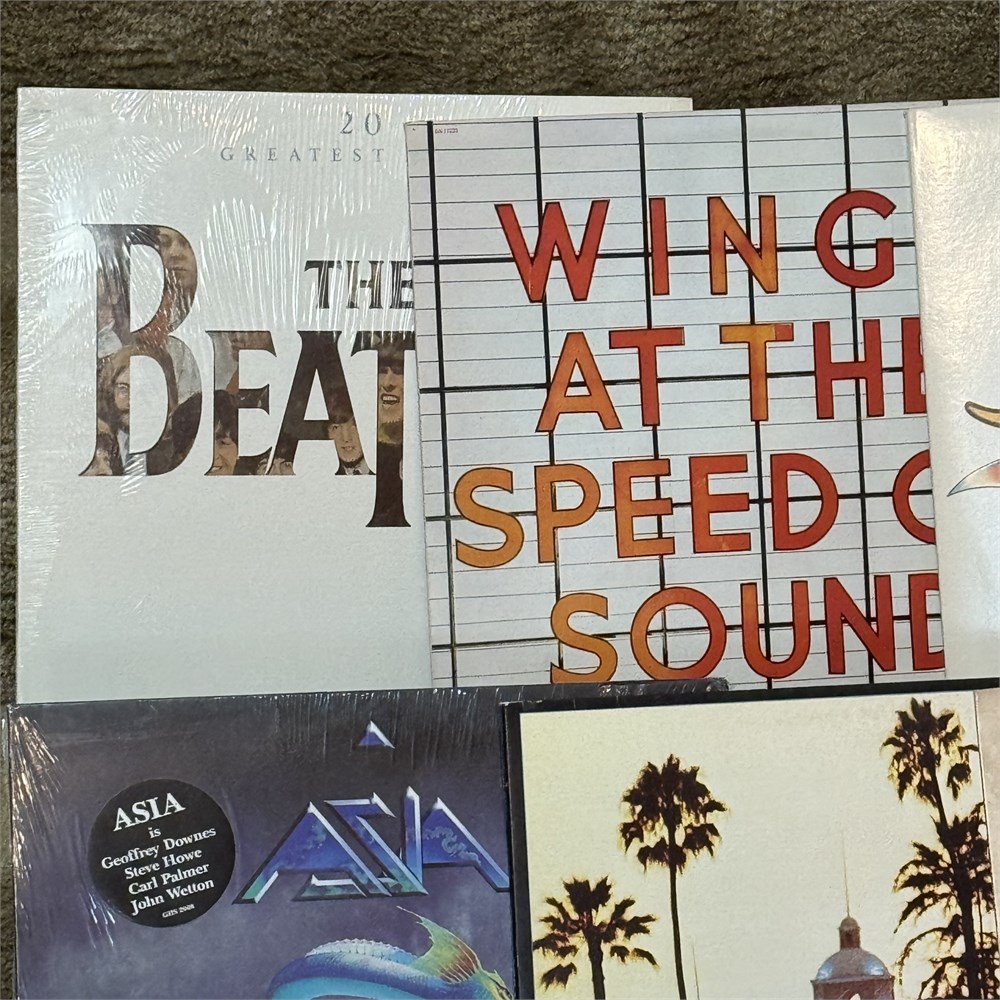 20
GREATEST
THE
BEAT
WING
AT THE
SPEED O
SOUND
ASIA
ASIA
is
Geoffrey Downes
Steve Howe
Carl Palmer
John Wetton
GHS 2008